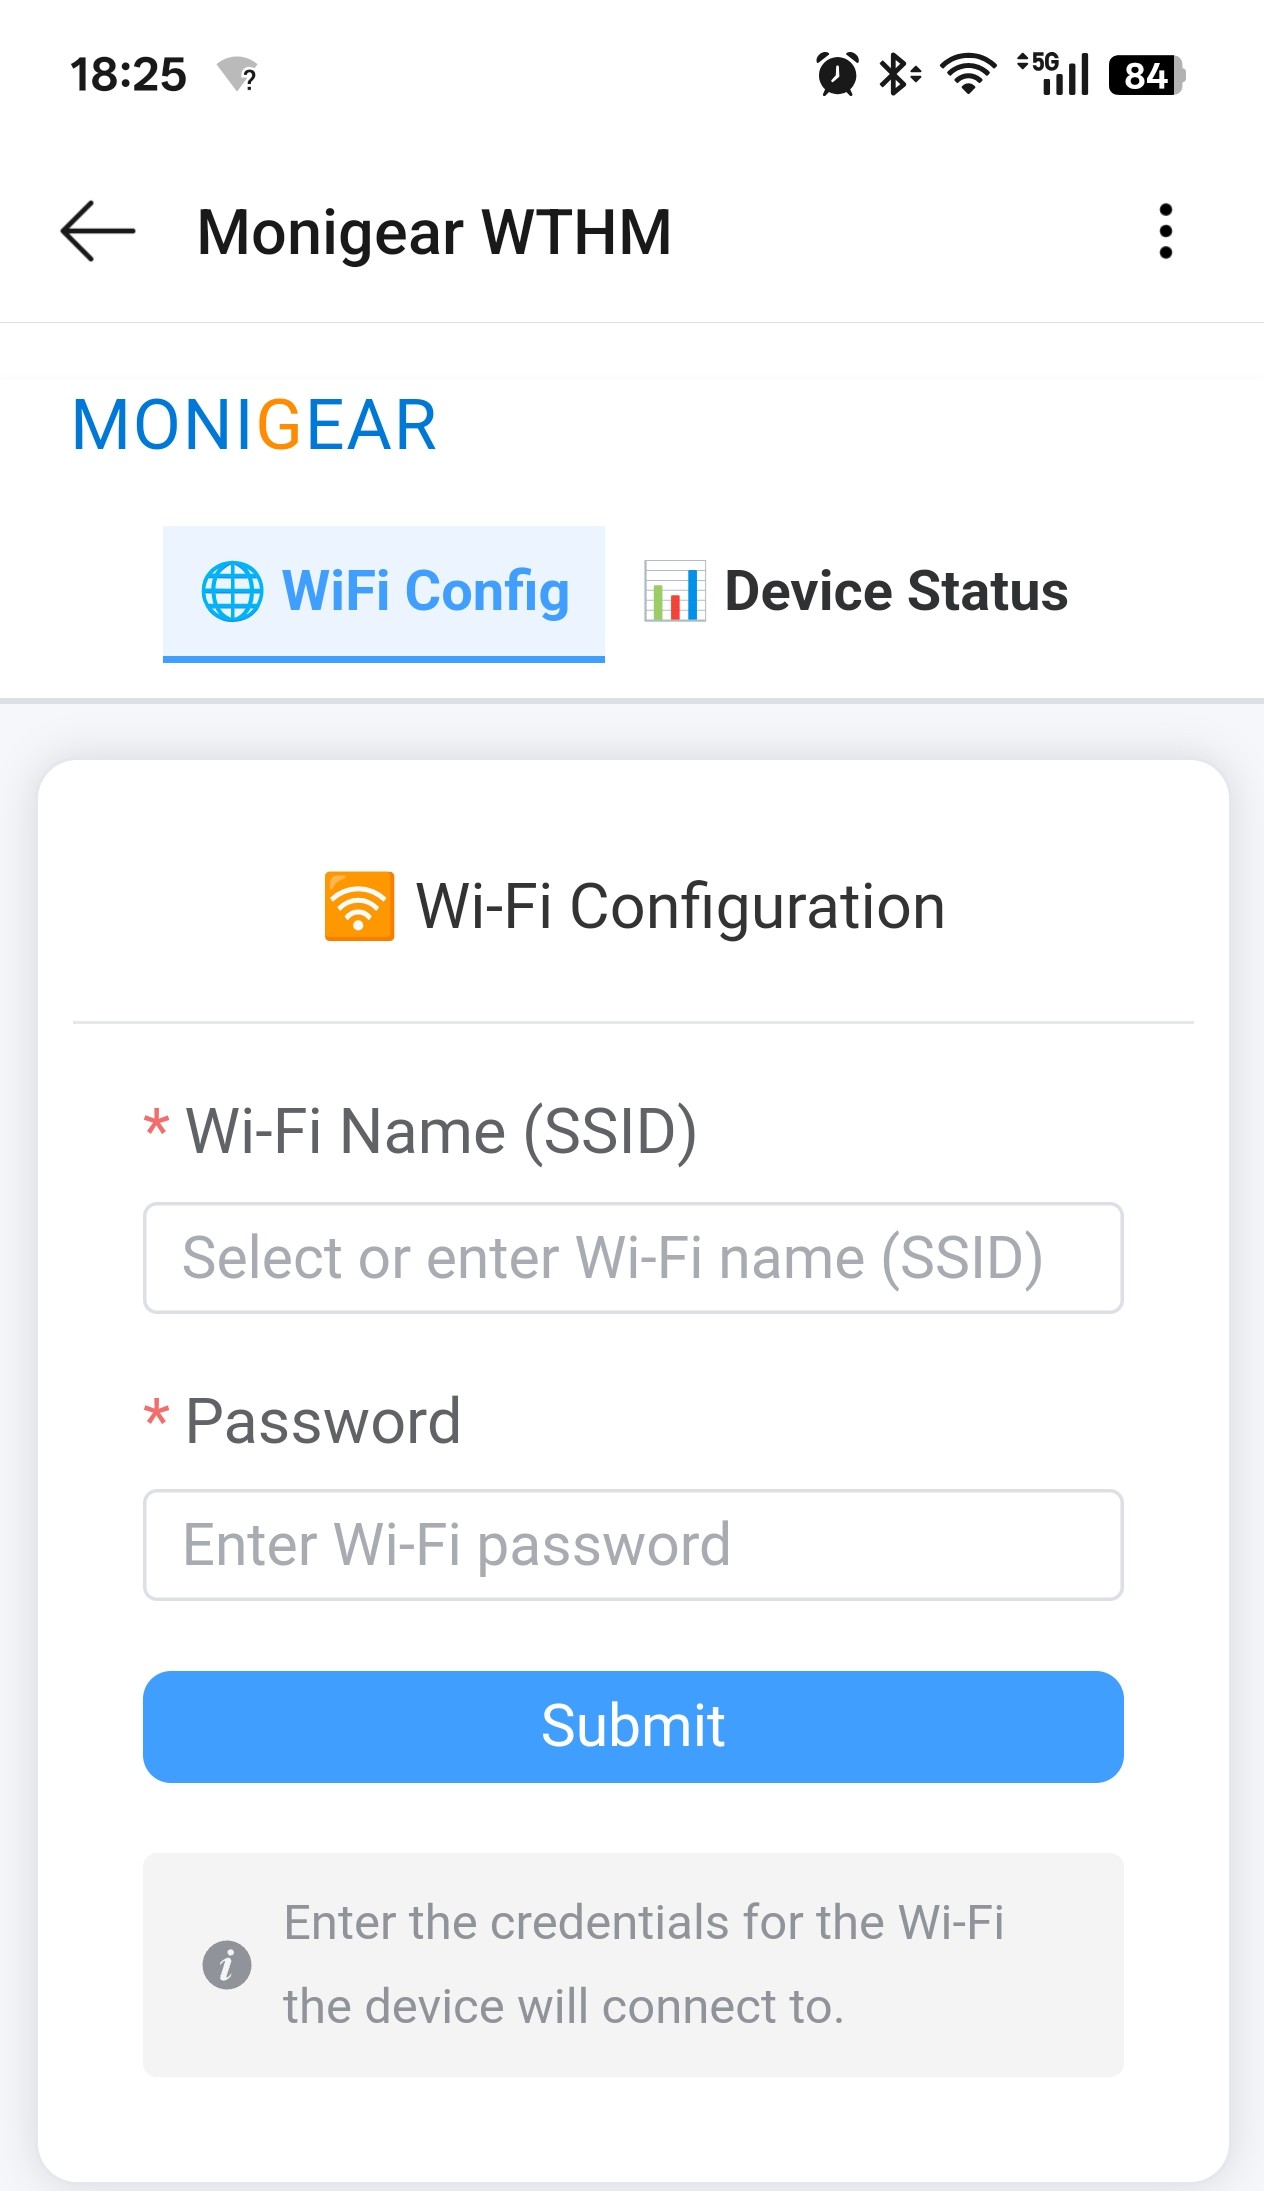 18:25
5G
84
Monigear WTHM
MONIGEAR
WiFi Config
Device Status
Wi-Fi Configuration
* Wi-Fi Name (SSID)
Select or enter Wi-Fi name (SSID)
* Password
Enter Wi-Fi password
Submit
Enter the credentials for the Wi-Fi
the device will connect to.